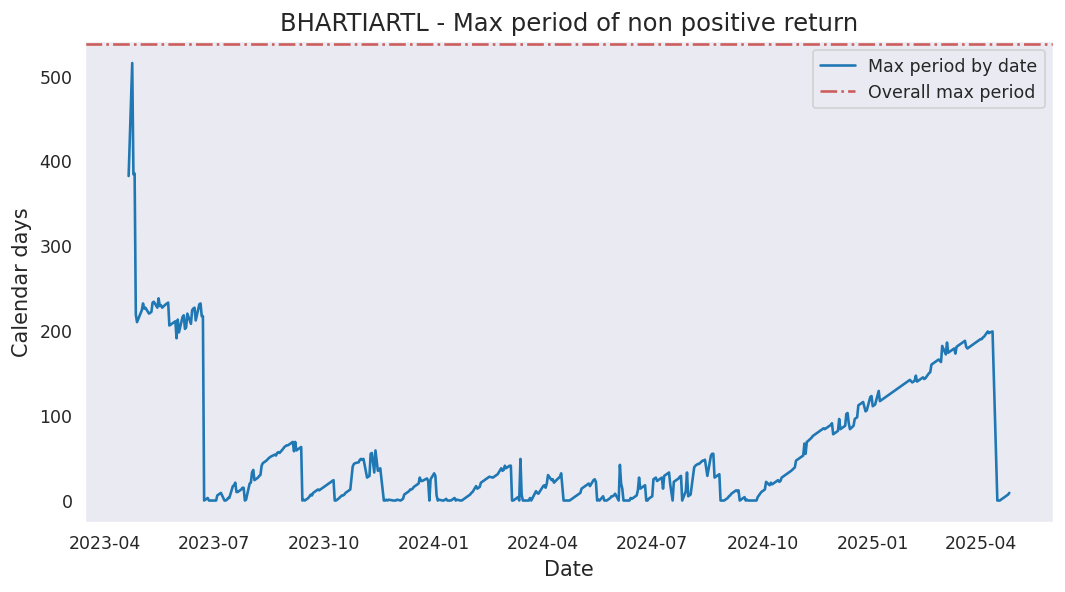 BHARTIARTL - Max period of non positive return
Max period by date
Overall max period
Calendar days
500
400
300
200
100
0
2023-04 2023-07 2023-10 2024-01 2024-04 2024-07 2024-10 2025-01 2025-04
Date